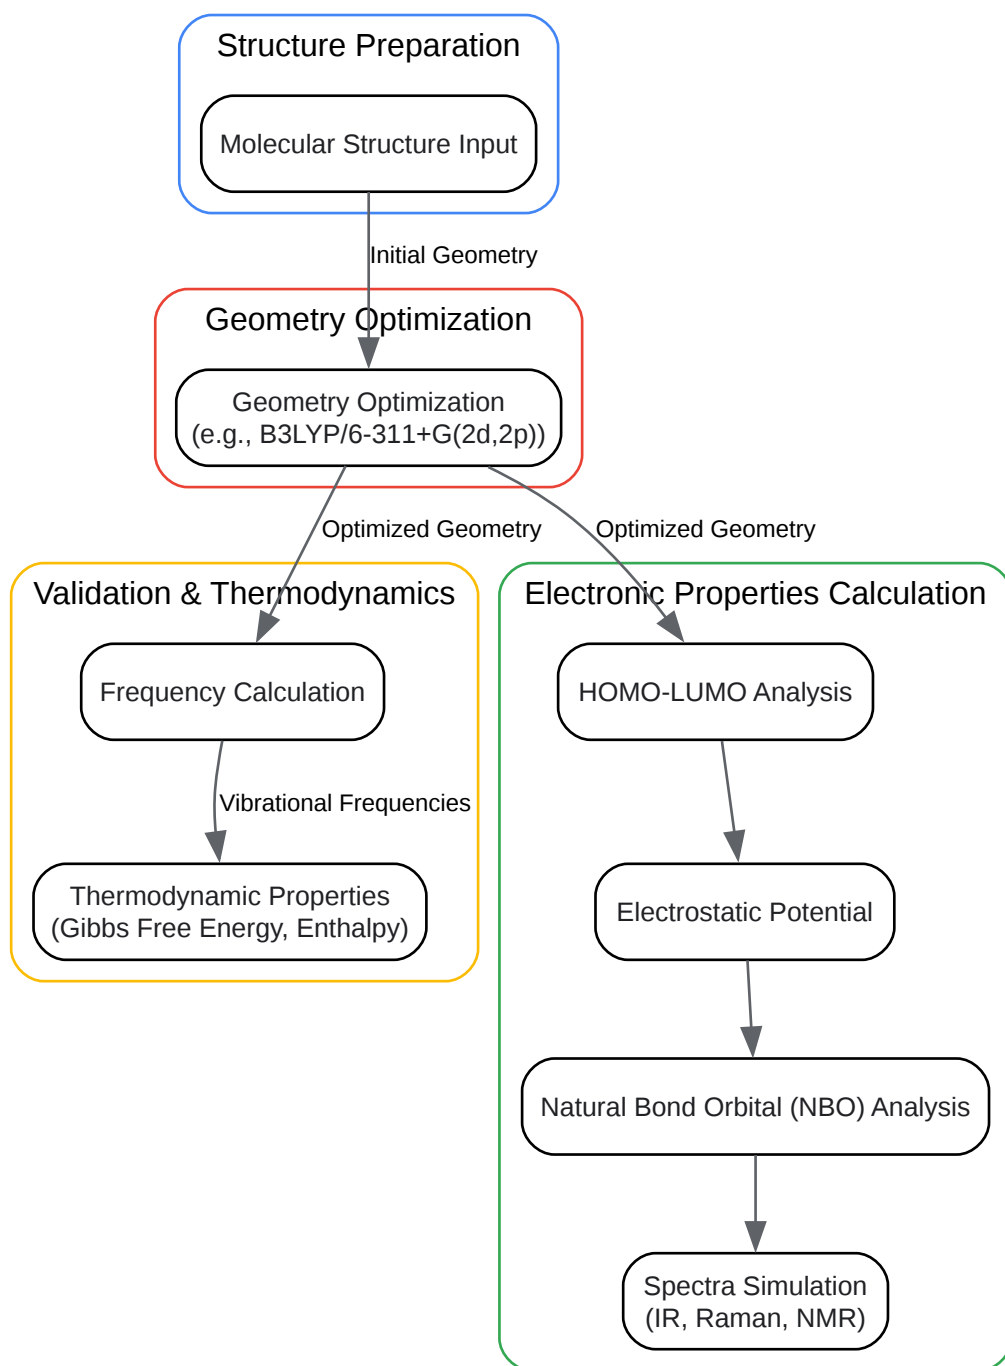 Structure Preparation
Molecular Structure Input
Initial Geometry
Geometry Optimization
Geometry Optimization
(e.g., B3LYP/6-311+G(2d,2p))
Optimized Geometry
Optimized Geometry
Validation & Thermodynamics
Frequency Calculation
Vibrational Frequencies
Thermodynamic Properties
(Gibbs Free Energy, Enthalpy)
Electronic Properties Calculation
HOMO-LUMO Analysis
Electrostatic Potential
Natural Bond Orbital (NBO) Analysis
Spectra Simulation
(IR, Raman, NMR)